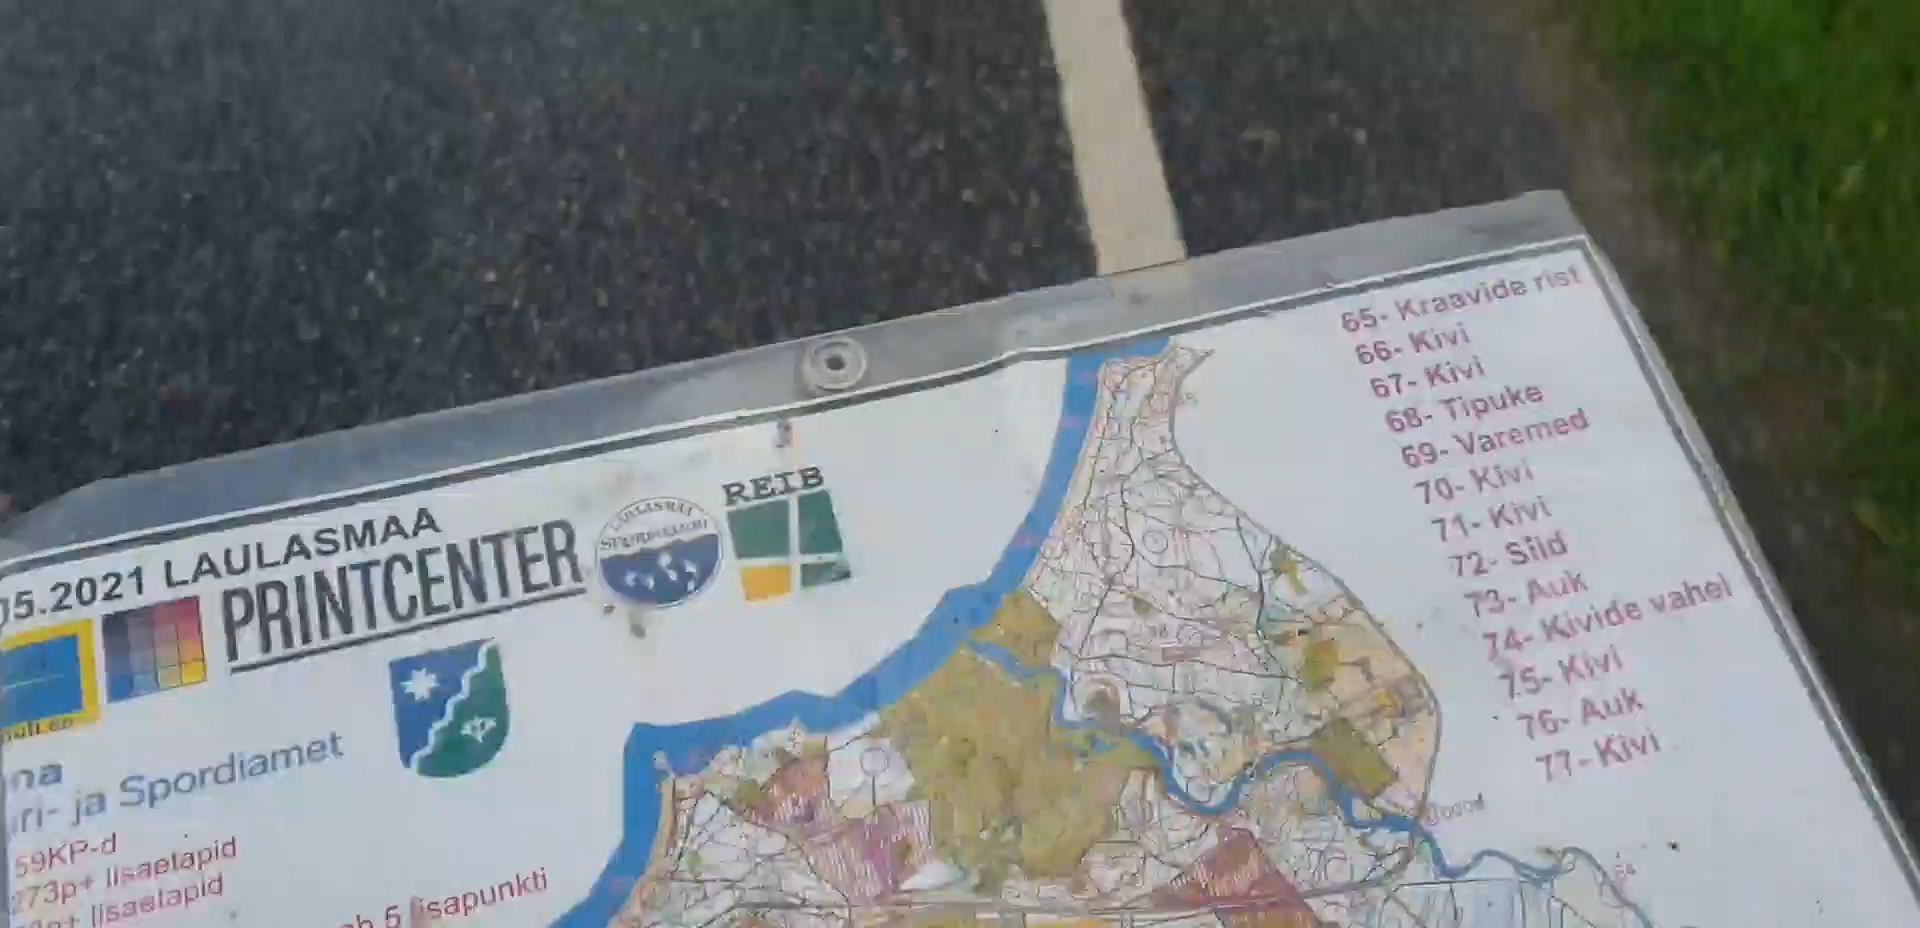 05.2021 LAULASMAA
PRINTCENTER
LAULASMAA
REIB
na
ri- ja Spordiamet
59KP-d
273p+ lisaetapid
lisaetapid
5 lisapunkti
65- Kraavide rist
66- Kivi
67- Kivi
68- Tipuke
69- Varemed
70- Kivi
71- Kivi
72- Sild
73- Auk
74- Kivide vahel
75- Kivi
76- Auk
77- Kivi